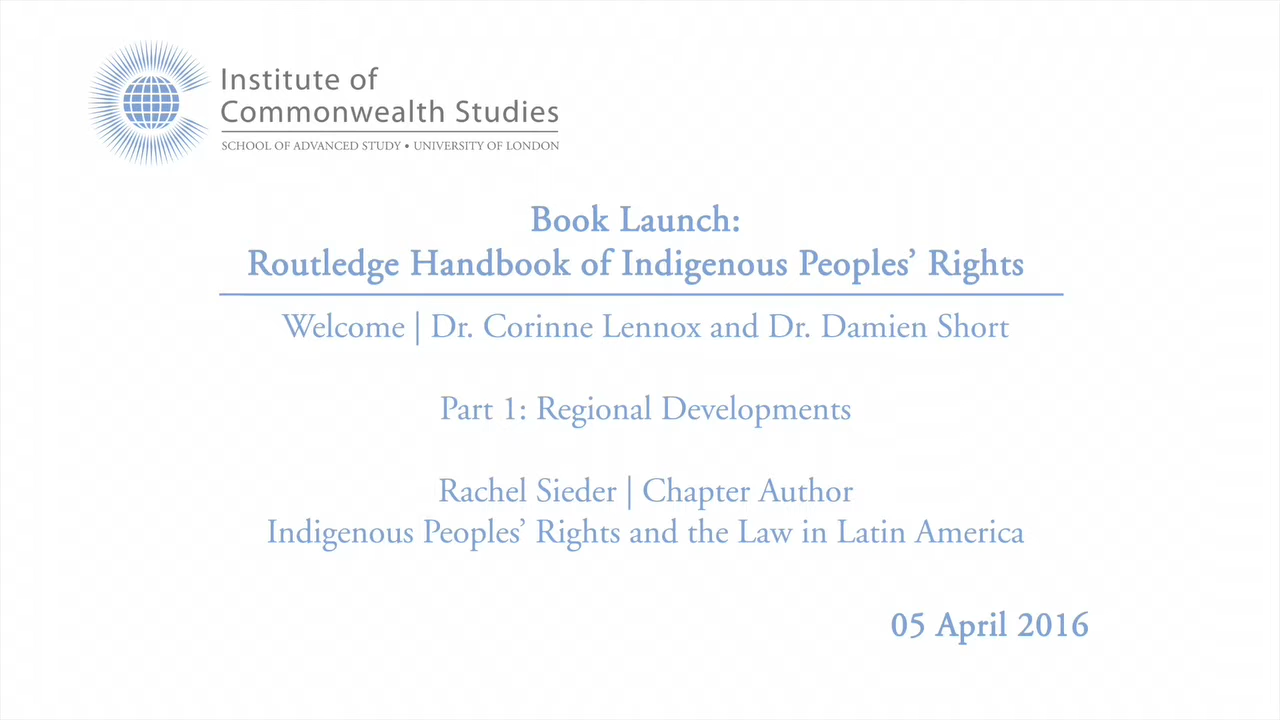 Institute of
Commonwealth Studies
SCHOOL OF ADVANCED STUDY • UNIVERSITY OF LONDON
Book Launch:
Routledge Handbook of Indigenous Peoples’ Rights
Welcome | Dr. Corinne Lennox and Dr. Damien Short
Part 1: Regional Developments
Rachel Sieder | Chapter Author
Indigenous Peoples’ Rights and the Law in Latin America
05 April 2016